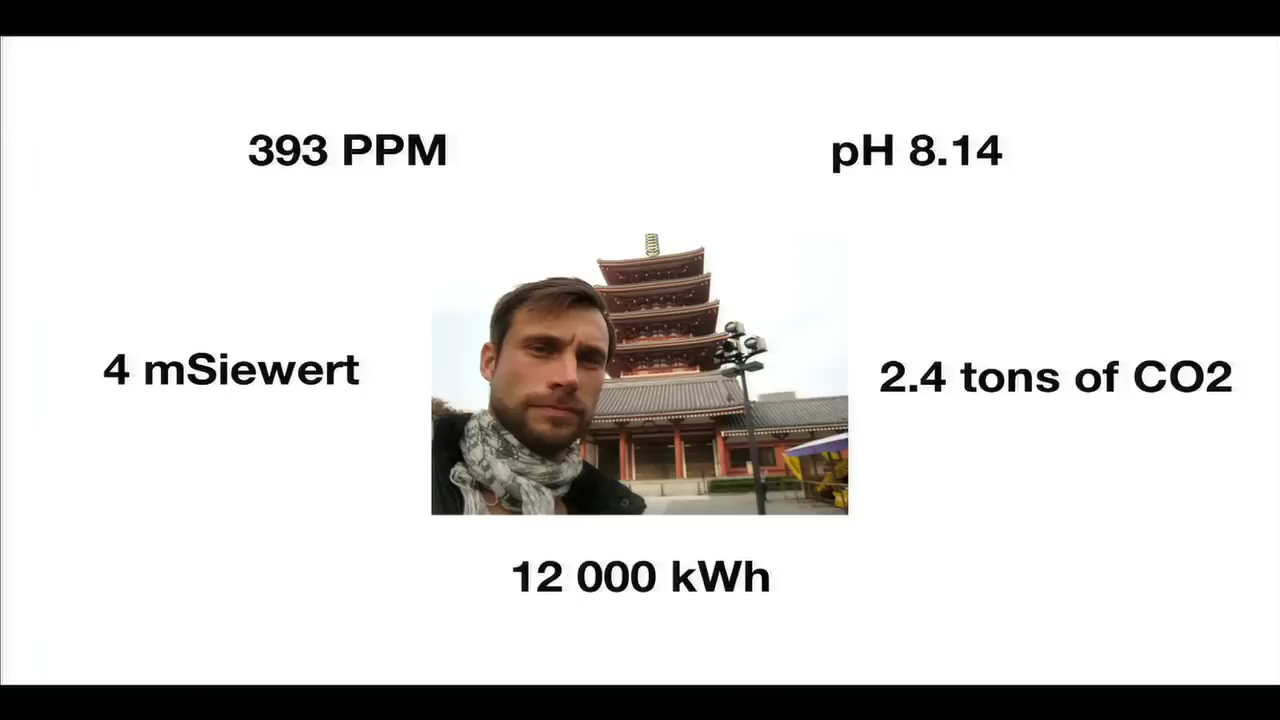 393 PPM
pH 8.14
4 mSiewert
2.4 tons of CO2
12 000 kWh